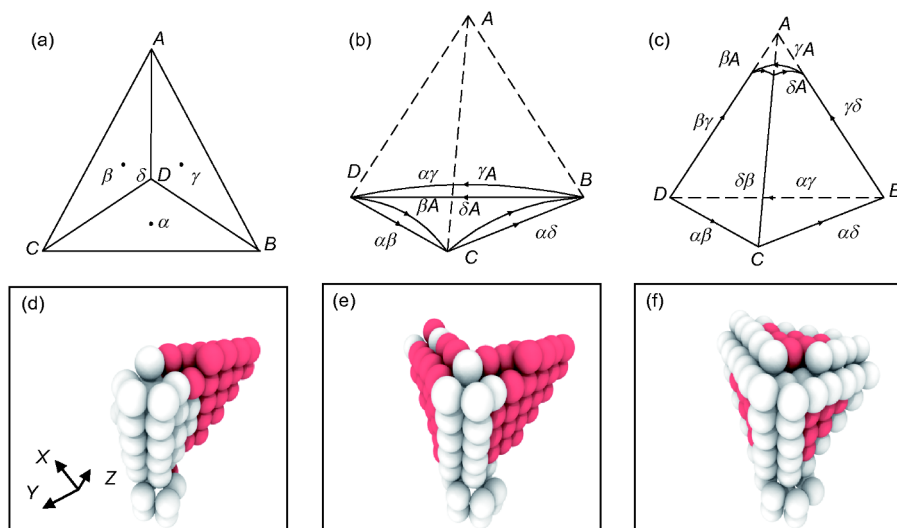 (a)
A
β
δ
D
γ
α
C
B
(b)
A
D
αγ
γA
B
βA
δA
αβ
αδ
C
(c)
A
βA
γA
δA
βγ
γδ
D
δβ
αγ
B
αβ
αδ
C
(d)
X
Y
Z
(e)
(f)